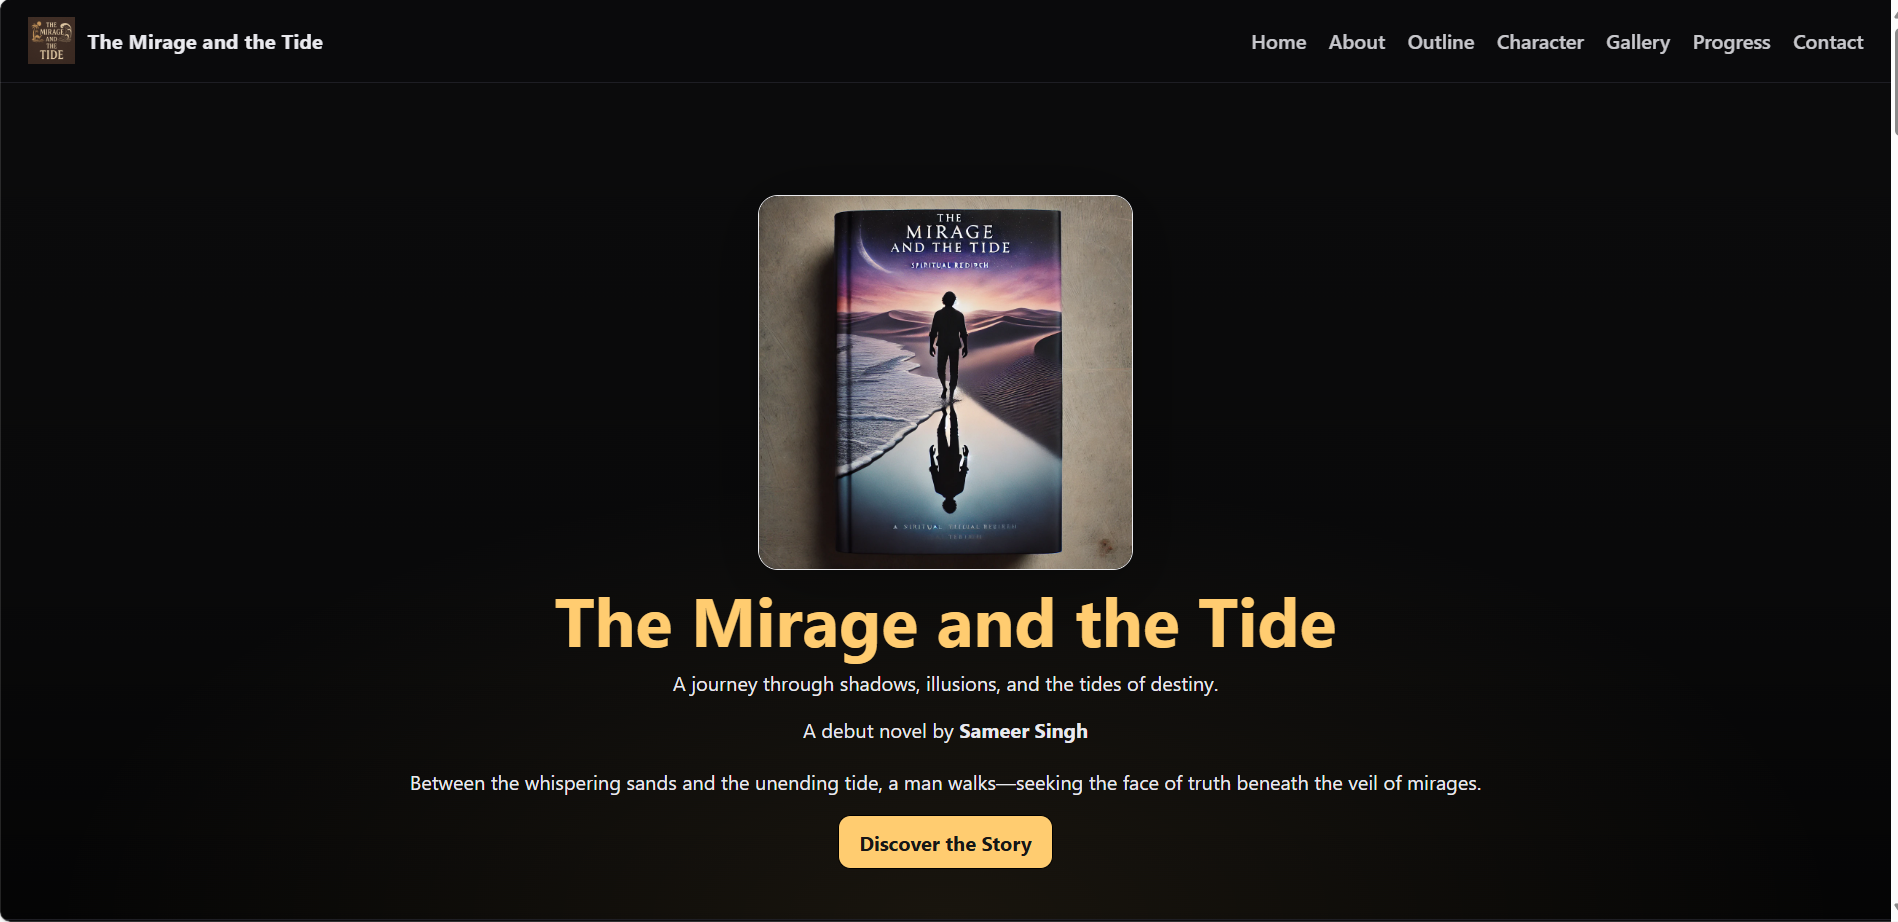 THE
MIRAGE
AND
THE
TIDE
The Mirage and the Tide
Home About Outline Character Gallery Progress Contact
THE
MIRAGE
AND THE TIDE
SPIRITUAL
A
The Mirage and the Tide
A journey through shadows, illusions, and the tides of destiny.
A debut novel by Sameer Singh
Between the whispering sands and the unending tide, a man walks—seeking the face of truth beneath the veil of mirages.
Discover the Story